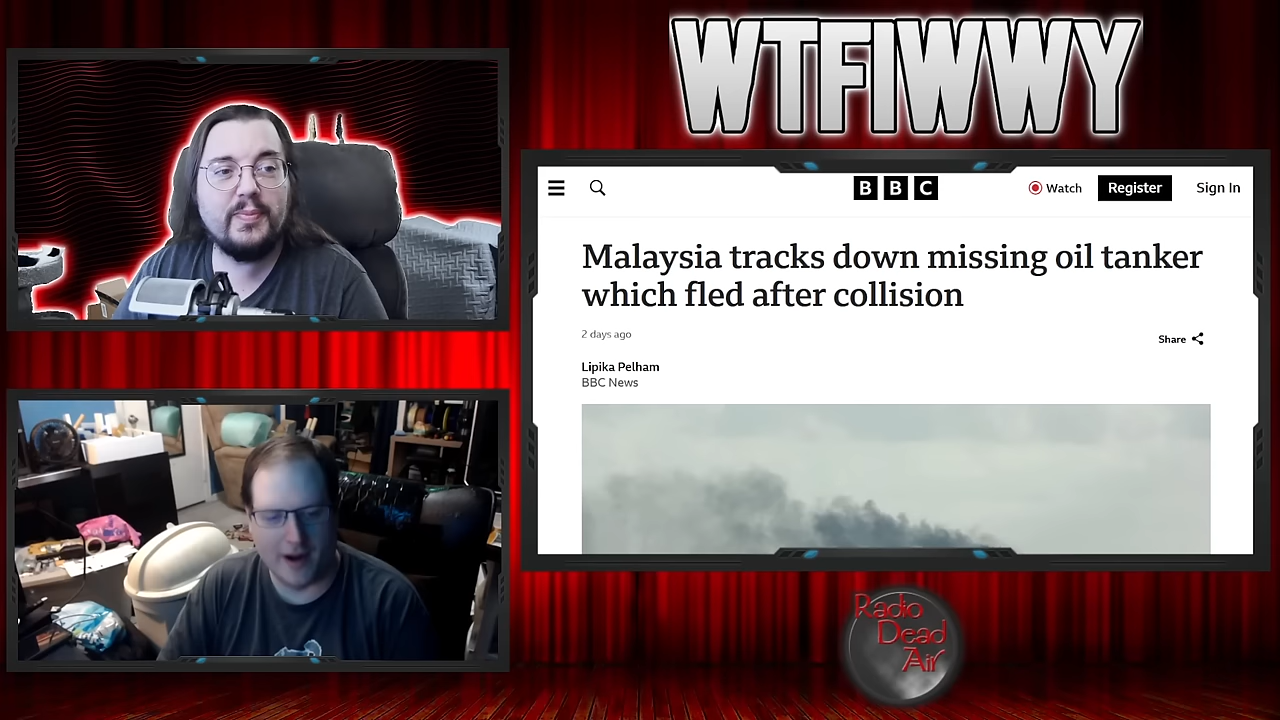 WTFIWWY
BBC
Watch
Register
Sign In
Malaysia tracks down missing oil tanker
which fled after collision
2 days ago
Share
Lipika Pelham
BBC News
Radio
Dead
Air